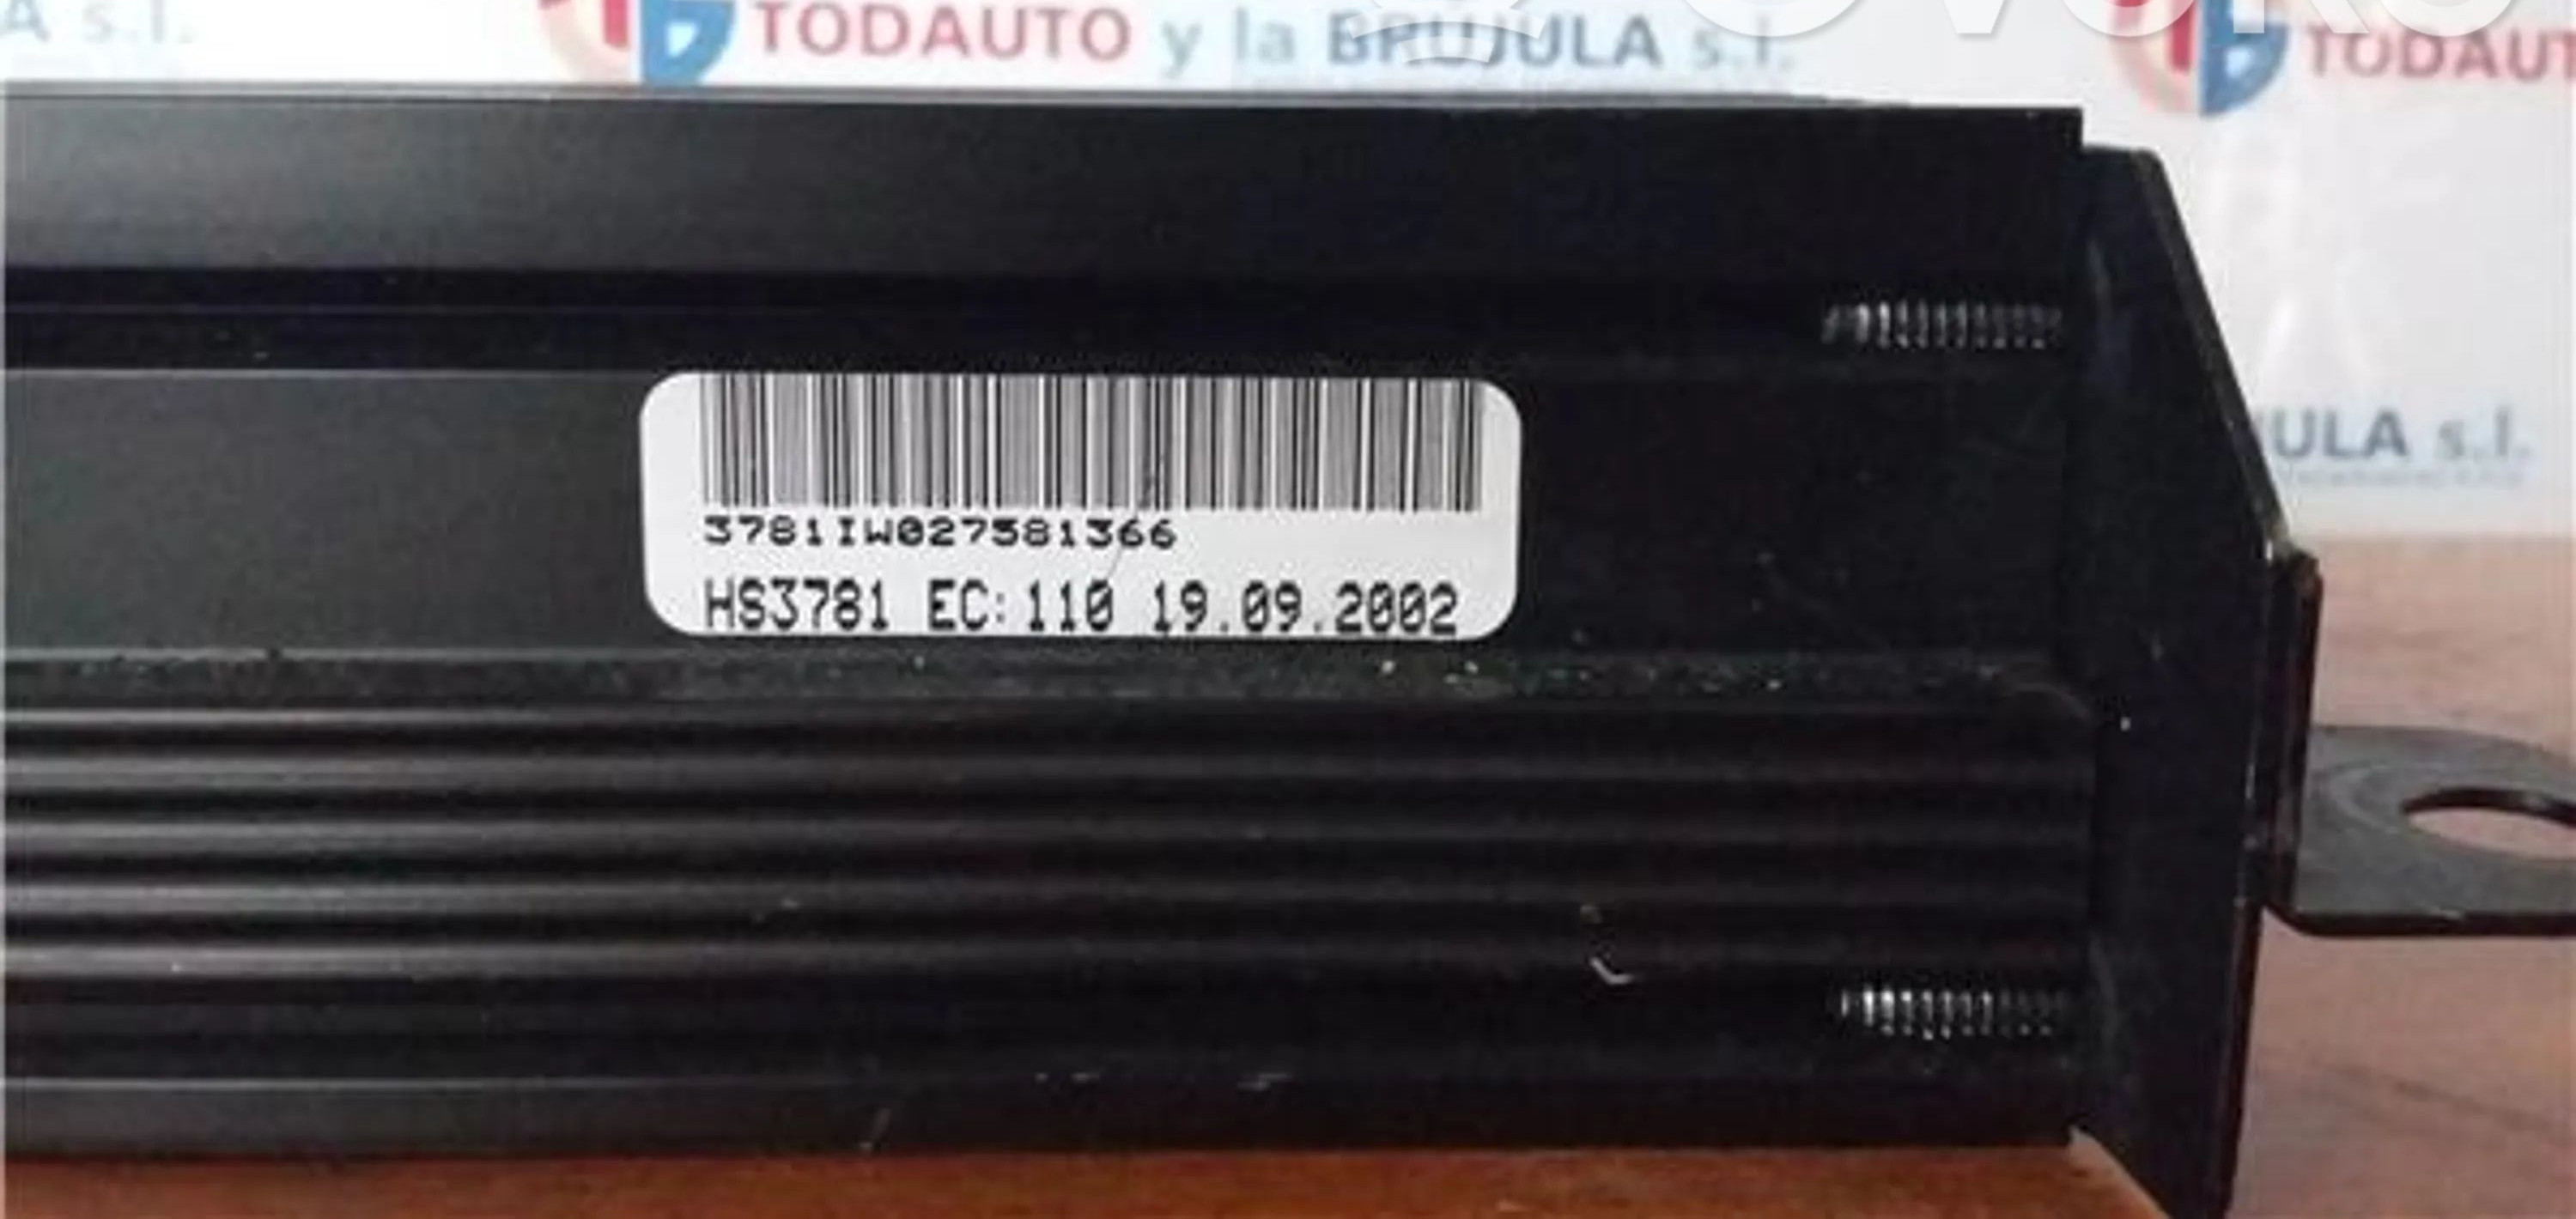 A s.l.
TODAUTO y la BRUJULA s.l.
TODAUT
ULA s.l.
3781IW027581366
HS3781 EC:110 19.09.2002